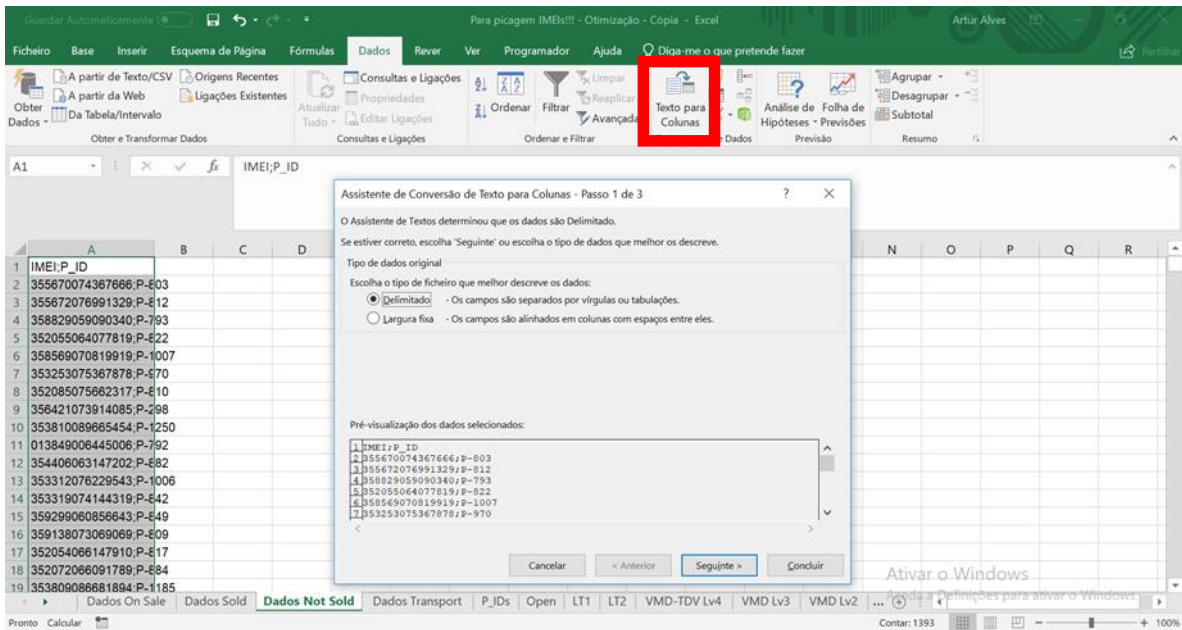 Guardar Automaticamente
Para picagem IMEIs!!! - Otimização - Cópia - Excel
Artur Alves
Ficheiro Base Inserir Esquema de Página Fórmulas Dados Rever Ver Programador Ajuda Diga-me o que pretende fazer Partilhar
Obter Dados
A partir de Texto/CSV
A partir da Web
Da Tabela/Intervalo
Origens Recentes
Ligações Existentes
Obter e Transformar Dados
Atualizar Tudo
Consultas e Ligações
Propriedades
Editar Ligações
Consultas e Ligações
Ordenar
Filtrar
Limpar
Reaplicar
Avançada
Ordenar e Filtrar
Texto para
Colunas
e Dados
Análise de
Hipóteses
Folha de
Previsões
Previsão
Agrupar
Desagrupar
Subtotal
Resumo
A1 fx IMEI;P_ID
A B C D N O P Q R
1 IMEI;P_ID
2 355670074367666;P-803
3 355672076991329;P-812
4 358829059090340;P-793
5 352055064077819;P-822
6 358569070819919;P-1007
7 353253075367878;P-970
8 352085075662317;P-810
9 356421073914085;P-298
10 353810089665454;P-1250
11 013849006445006;P-792
12 354406063147202;P-882
13 353312076229543;P-1006
14 353319074144319;P-842
15 359299060856643;P-849
16 359138073069069;P-809
17 352054066147910;P-817
18 352072066091789;P-884
19 353809086681894;P-1185
Assistente de Conversão de Texto para Colunas - Passo 1 de 3 ?
O Assistente de Textos determinou que os dados são Delimitado.
Se estiver correto, escolha 'Seguinte' ou escolha o tipo de dados que melhor os descreve.
Tipo de dados original
Escolha o tipo de ficheiro que melhor descreve os dados:
Delimitado - Os campos são separados por vírgulas ou tabulações.
Largura fixa - Os campos são alinhados em colunas com espaços entre eles.
Pré-visualização dos dados selecionados:
1 IMEI;P_ID
2 355670074367666;P-803
3 355672076991329;P-812
4 358829059090340;P-793
5 352055064077819;P-822
6 358569070819919;P-1007
7 353253075367878;P-970
Cancelar < Anterior Seguinte > Concluir
Ativar o Windows
Definições para ativar o Windows.
Dados On Sale Dados Sold Dados Not Sold Dados Transport P_IDs Open LT1 LT2 VMD-TDV Lv4 VMD Lv3 VMD Lv2 ...
Pronto Calcular Contar: 1393 100%